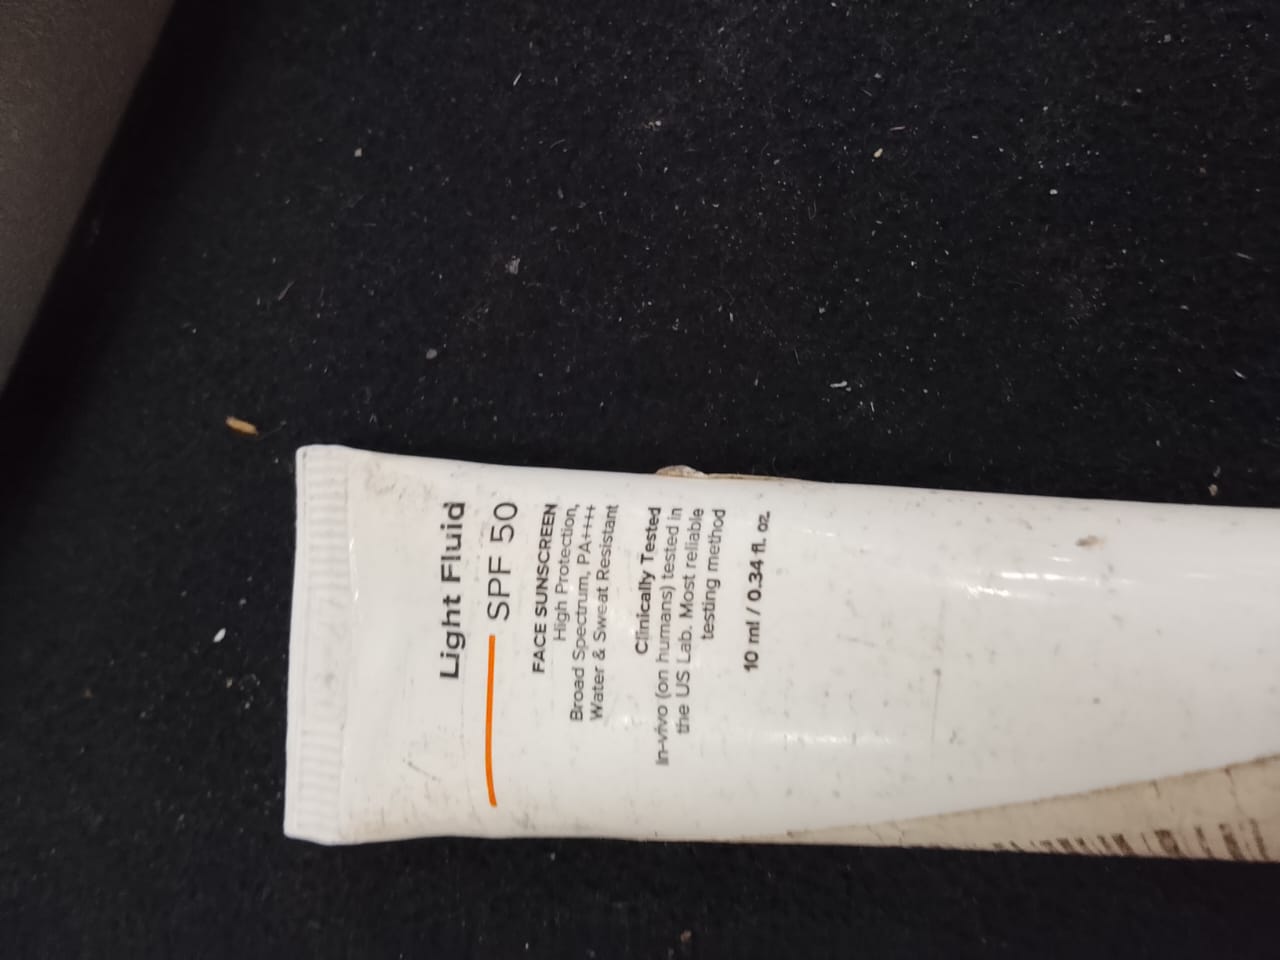 Light Fluid
SPF 50
FACE SUNSCREEN
High Protection,
Broad Spectrum, PA++++
Water & Sweat Resistant
Clinically Tested
In-vivo (on humans) tested in
the US Lab. Most reliable
testing method
10 ml / 0.34 fl. oz.